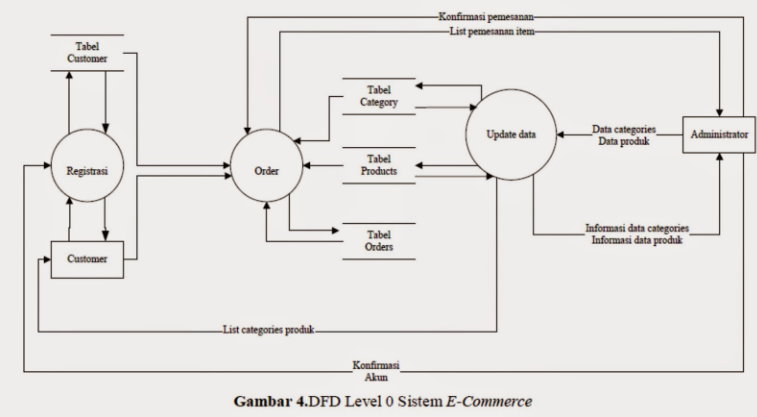 Konfirmasi pemesanan
List pemesanan item
Tabel
Customer
Tabel
Category
Update data
Data categories
Data produk
Administrator
Registrasi
Order
Tabel
Products
Tabel
Orders
Informasi data categories
Informasi data produk
Customer
List categories produk
Konfirmasi
Akun
Gambar 4.DFD Level 0 Sistem E-Commerce